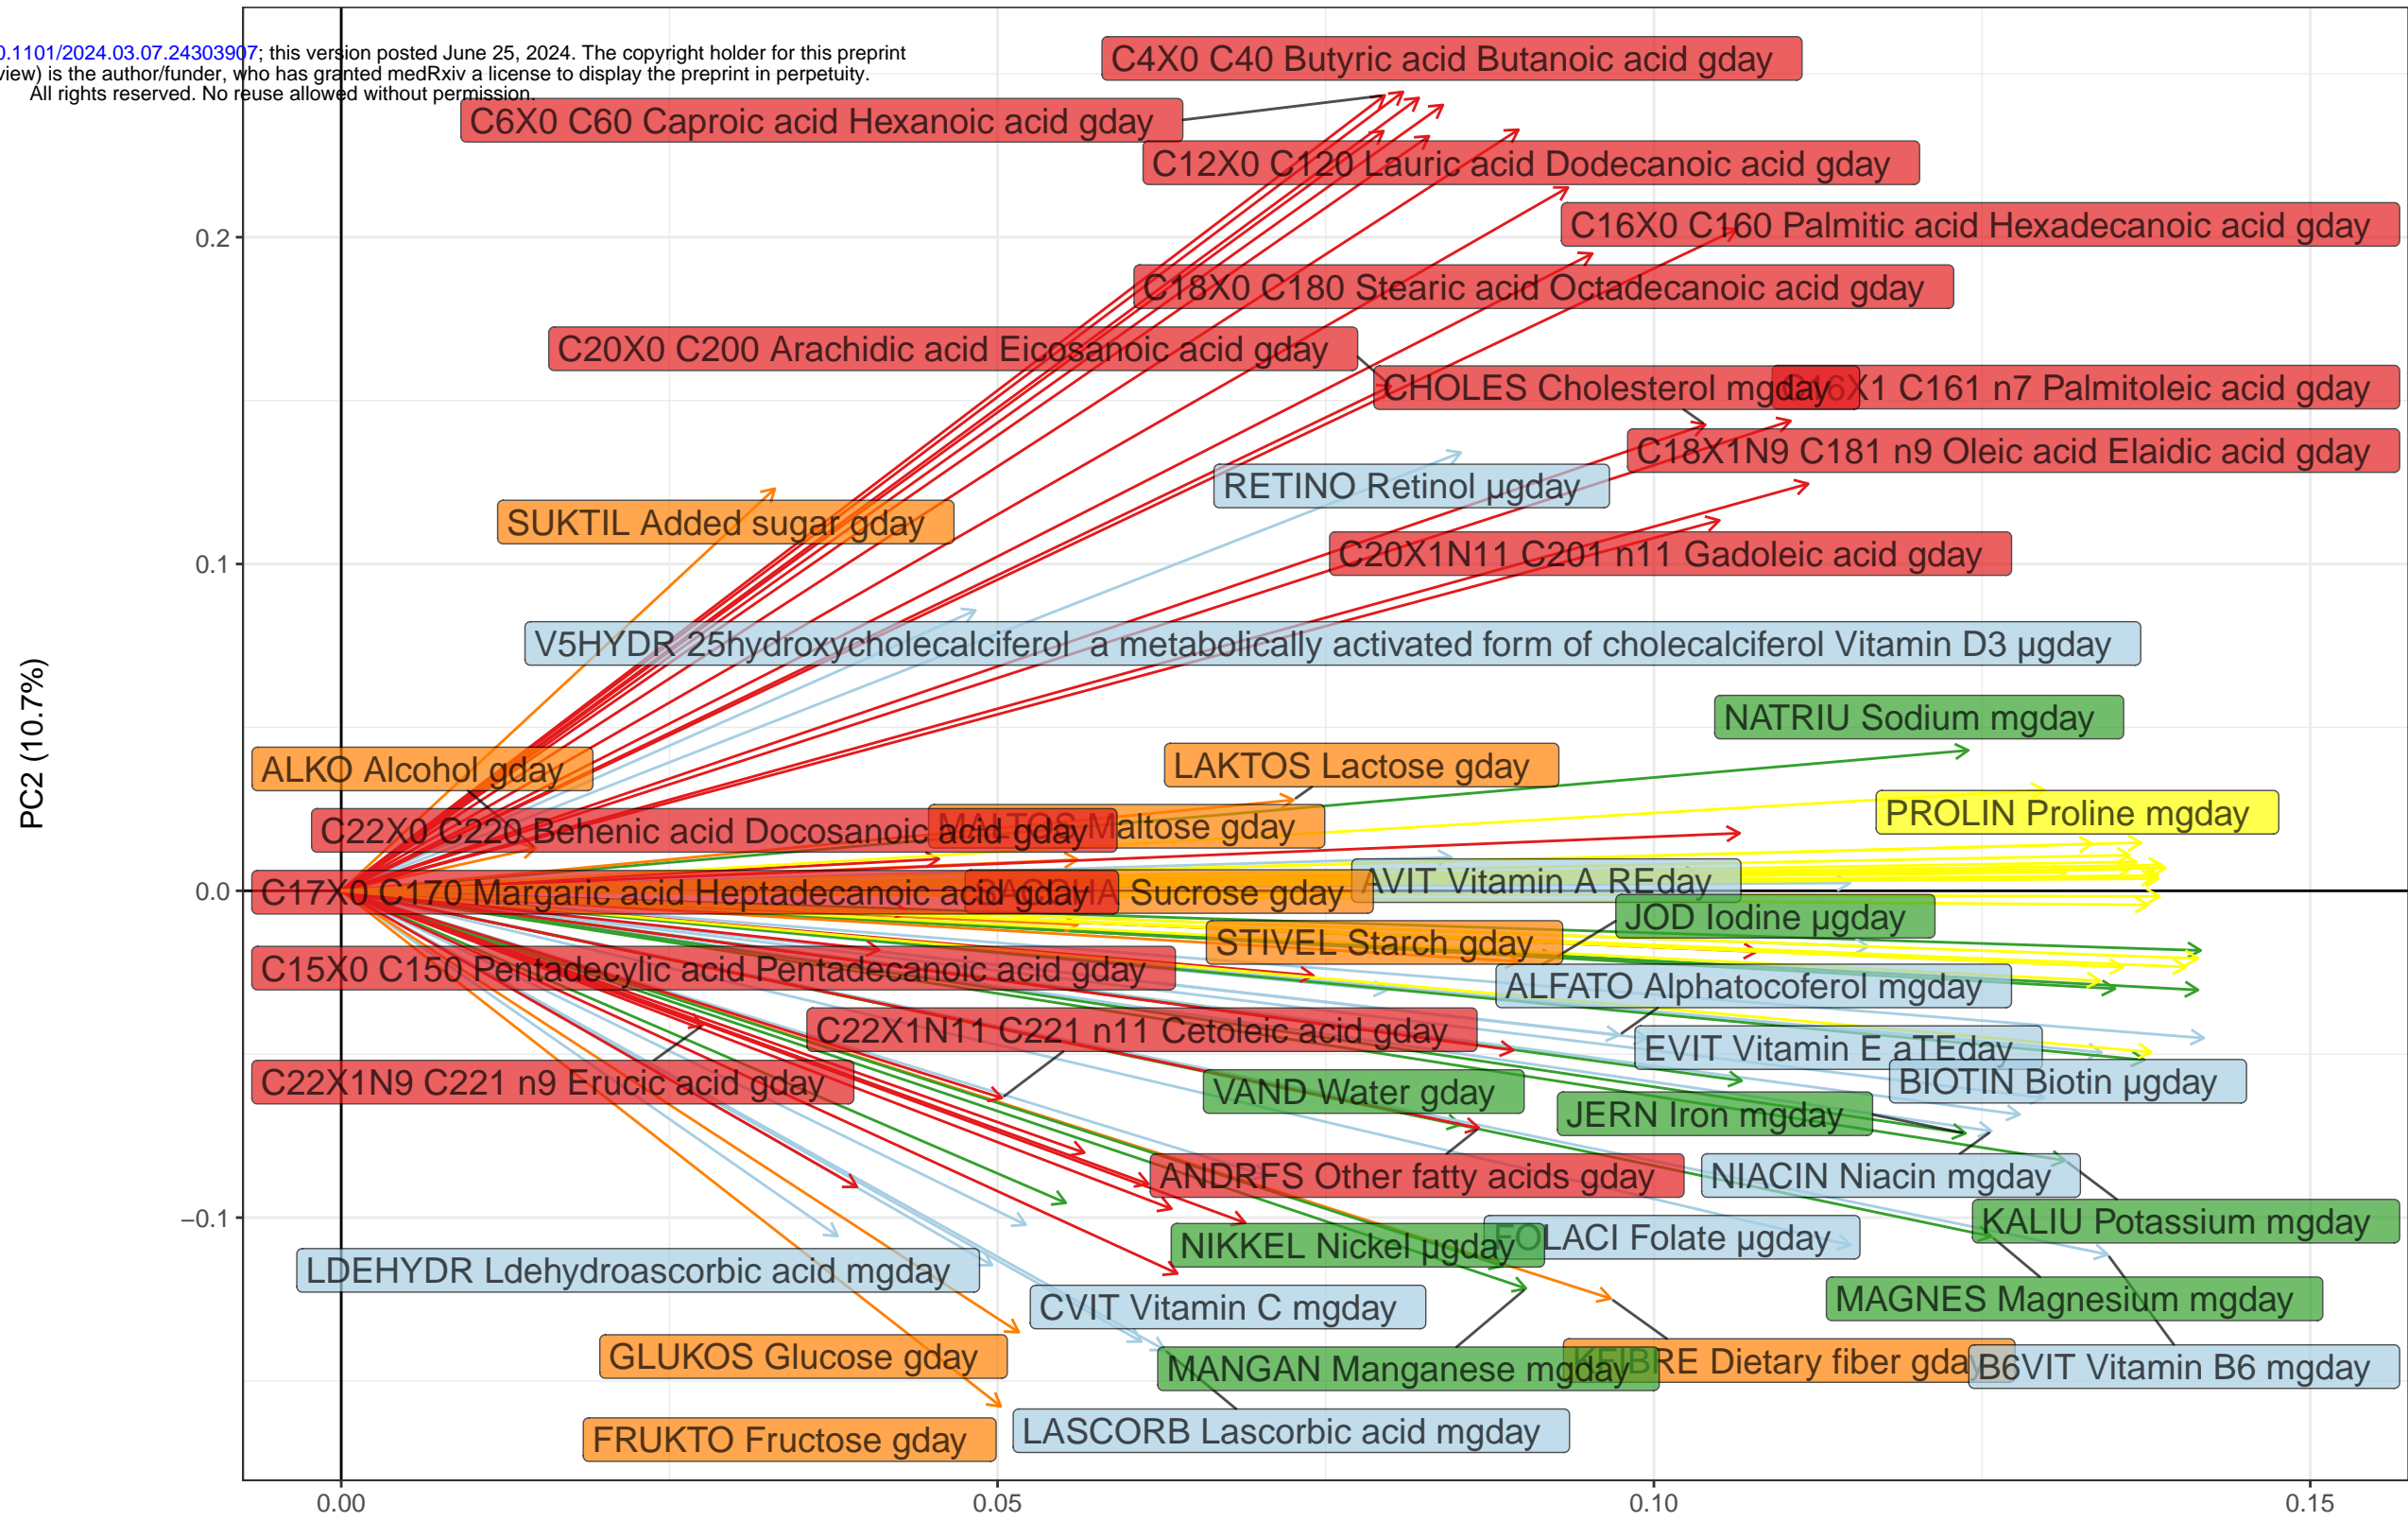 0.1101/2024.03.07.24303907; this version posted June 25, 2024. The copyright holder for this preprint
view) is the author/funder, who has granted medRxiv a license to display the preprint in perpetuity.
All rights reserved. No reuse allowed without permission.
C4X0 C40 Butyric acid Butanoic acid gday
C6X0 C60 Caproic acid Hexanoic acid gday
C12X0 C120 Lauric acid Dodecanoic acid gday
C16X0 C160 Palmitic acid Hexadecanoic acid gday
0.2
C18X0 C180 Stearic acid Octadecanoic acid gday
C20X0 C200 Arachidic acid Eicosanoic acid gday
CHOLES Cholesterol mgday
C161 n7 Palmitoleic acid gday
C18X1N9 C181 n9 Oleic acid Elaidic acid gday
RETINO Retinol µgday
SUKTIL Added sugar gday
C20X1N11 C201 n11 Gadoleic acid gday
0.1
V5HYDR 25hydroxycholecalciferol a metabolically activated form of cholecalciferol Vitamin D3 µgday
NATRIU Sodium mgday
PC2 (10.7%)
ALKO Alcohol gday
LAKTOS Lactose gday
PROLIN Proline mgday
C22X0 C220 Behenic acid Docosanoic acid gday
MALTOS Maltose gday
0.0
C17X0 C170 Margaric acid Heptadecanoic acid gday
Sucrose gday
AVIT Vitamin A REday
JOD Iodine µgday
STIVEL Starch gday
C15X0 C150 Pentadecylic acid Pentadecanoic acid gday
ALFATO Alphatocoferol mgday
C22X1N11 C221 n11 Cetoleic acid gday
EVIT Vitamin E aTEday
C22X1N9 C221 n9 Erucic acid gday
BIOTIN Biotin µgday
VAND Water gday
JERN Iron mgday
ANDRFS Other fatty acids gday
NIACIN Niacin mgday
−0.1
KALIU Potassium mgday
NIKKEL Nickel µgday
FOLACI Folate µgday
LDEHYDR Ldehydroascorbic acid mgday
MAGNES Magnesium mgday
CVIT Vitamin C mgday
GLUKOS Glucose gday
MANGAN Manganese mgday
KFIBRE Dietary fiber gday
B6VIT Vitamin B6 mgday
LASCORB Lascorbic acid mgday
FRUKTO Fructose gday
0.00
0.05
0.10
0.15